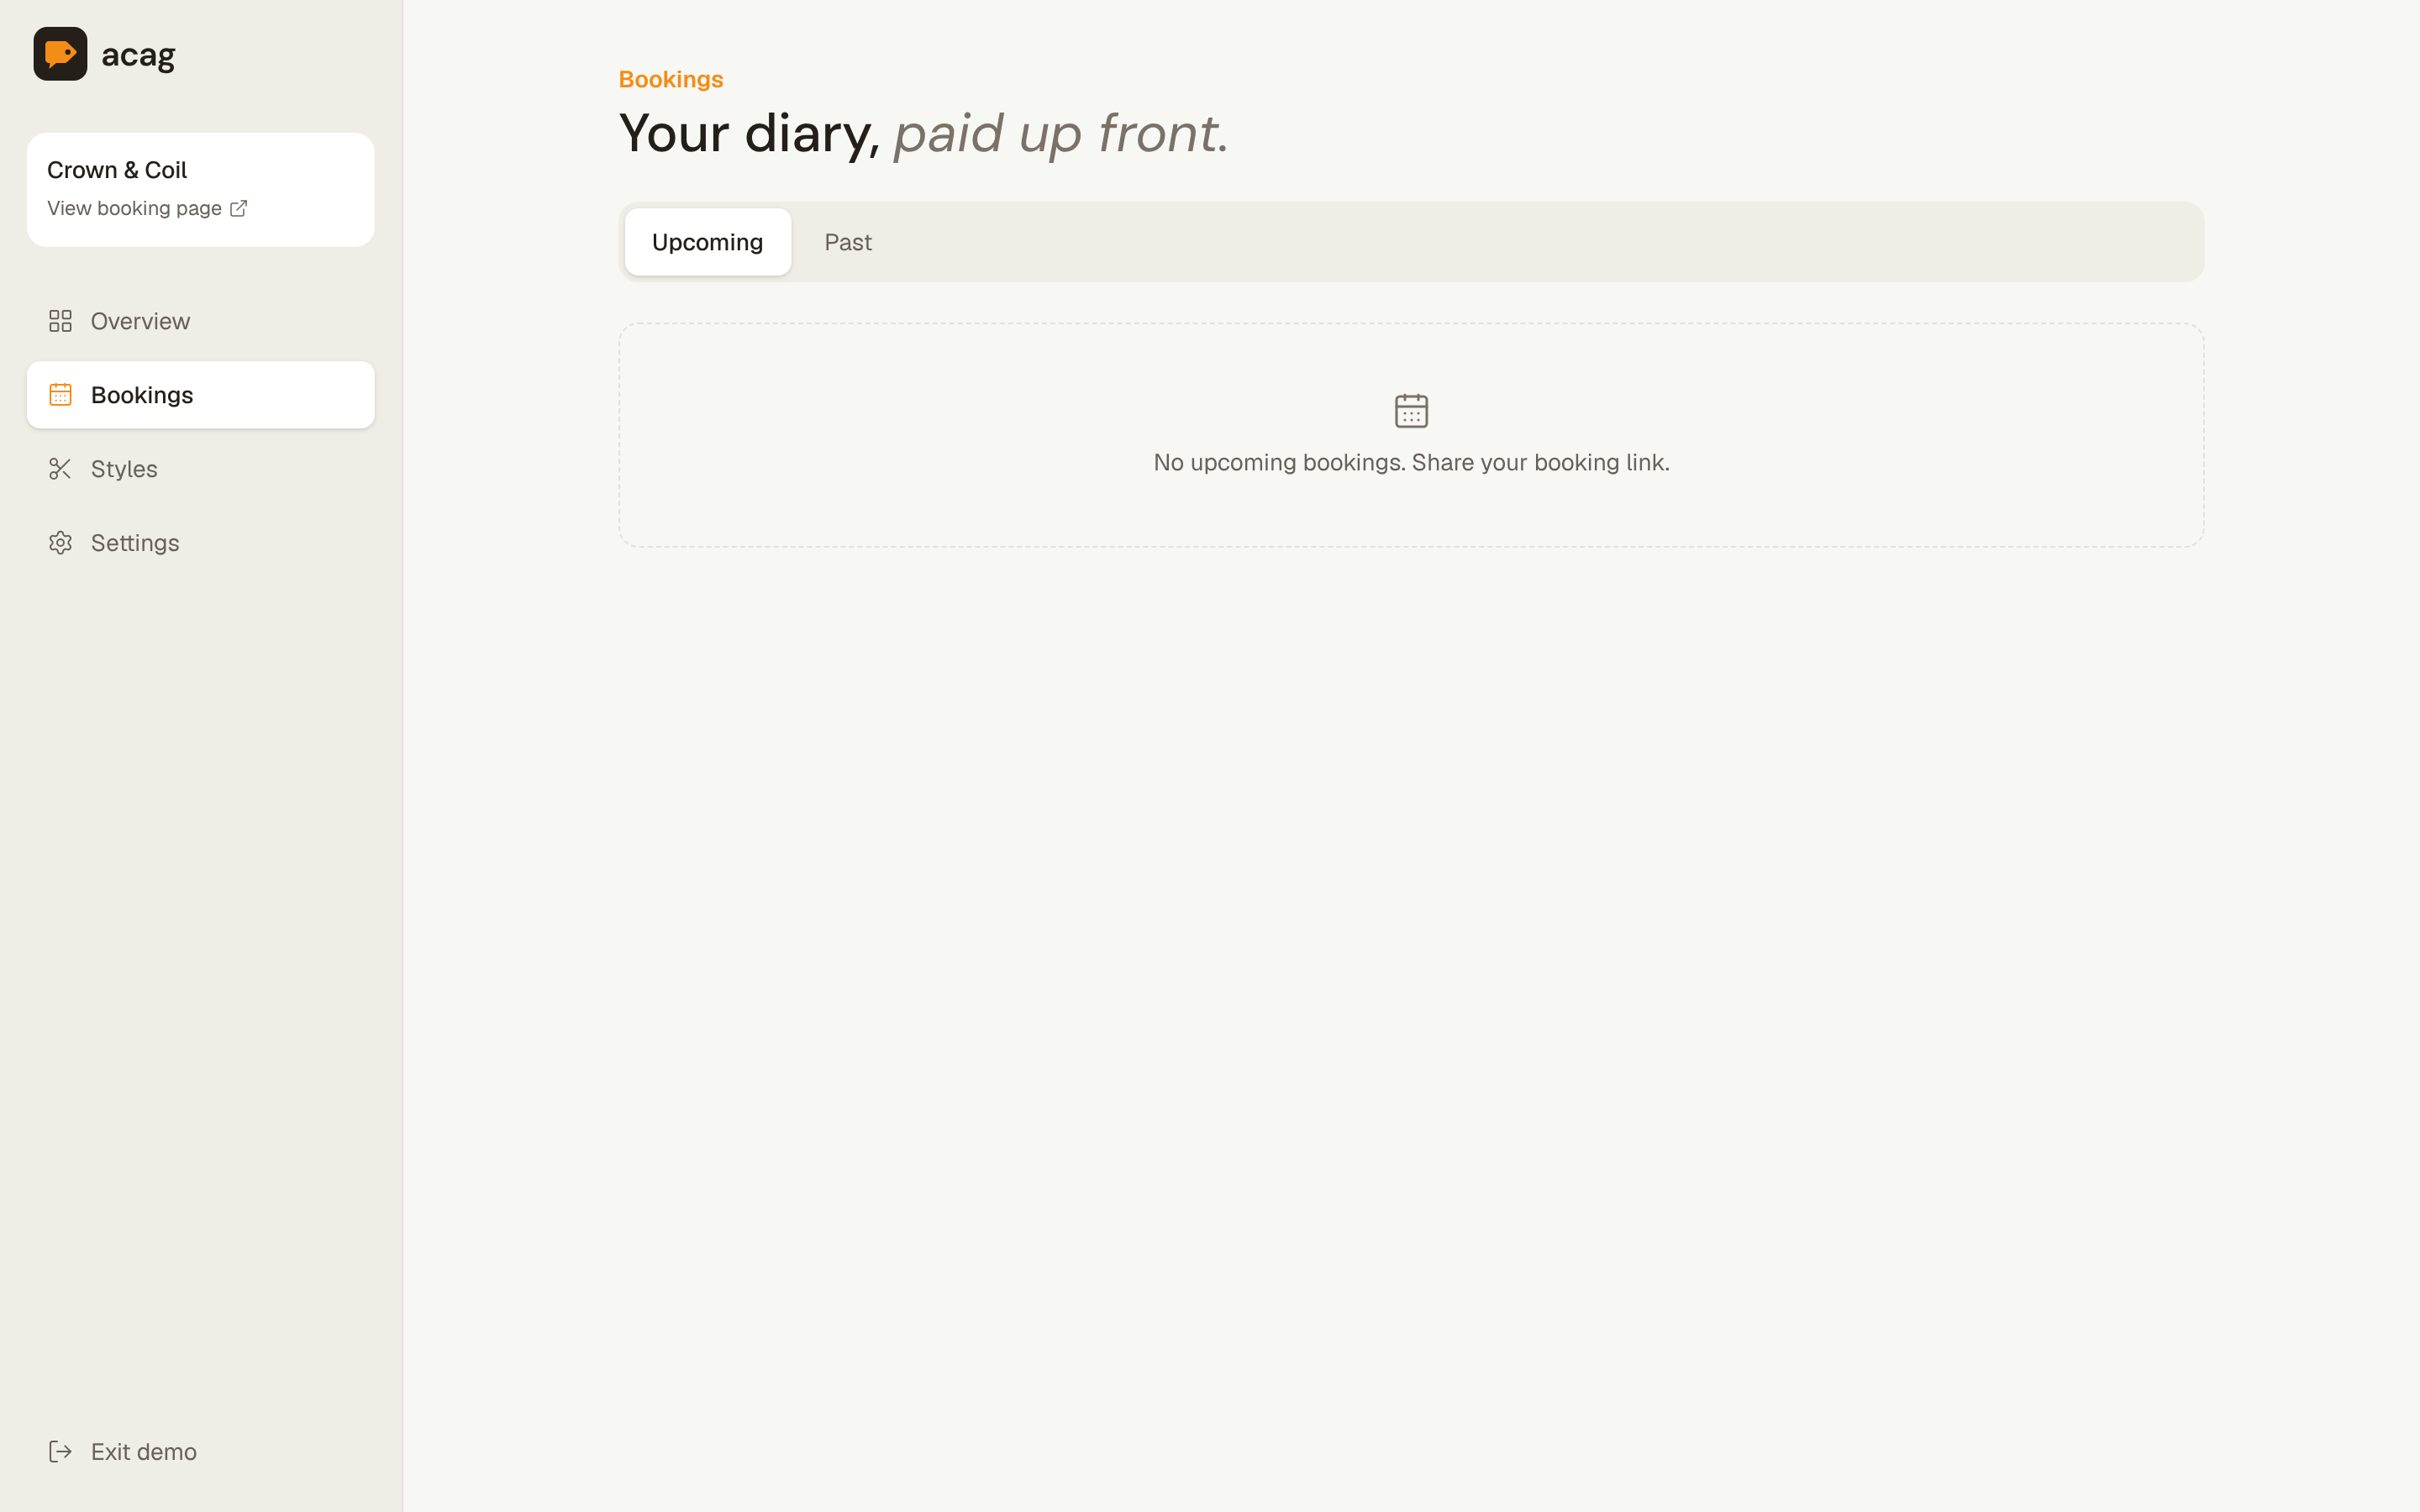 acag
Crown & Coil
View booking page
Overview
Bookings
Styles
Settings
Exit demo
Bookings
Your diary, paid up front.
Upcoming
Past
No upcoming bookings. Share your booking link.